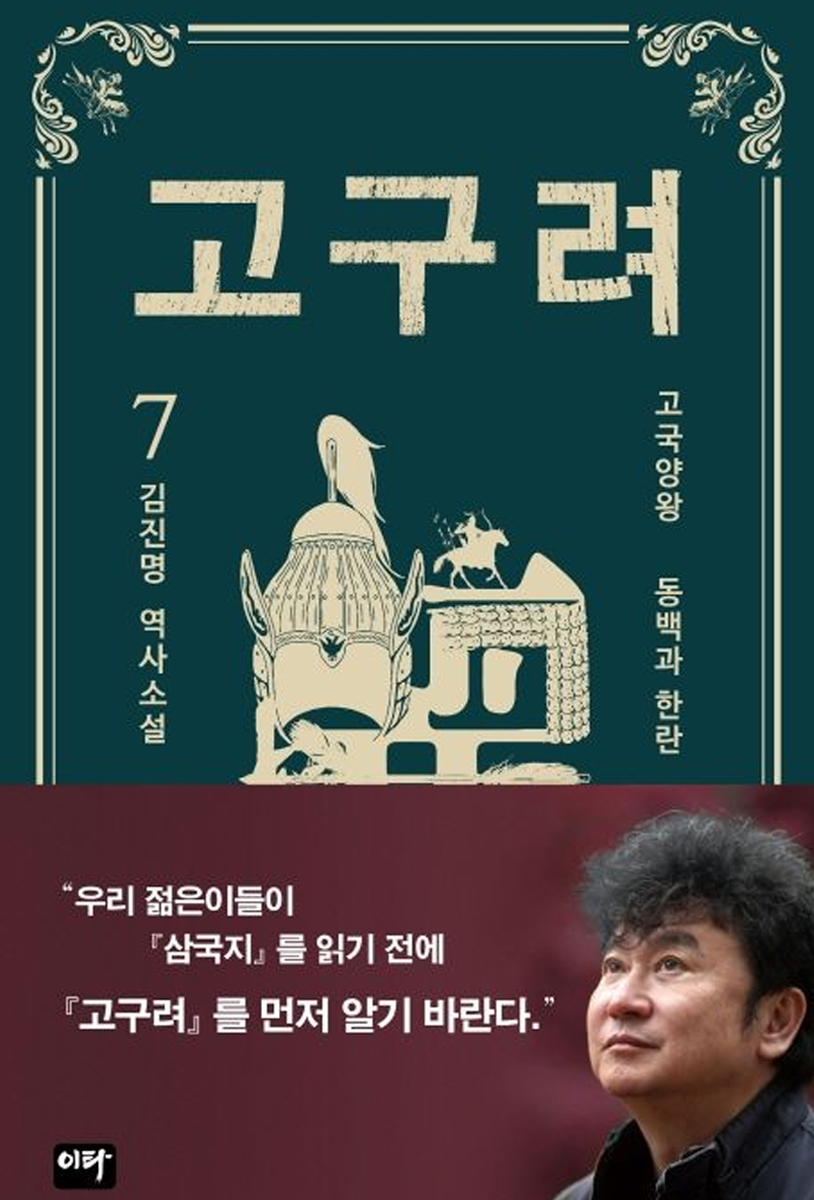 고구려
7
김진명 역사소설
고국양왕 동백과 한란
“우리 젊은이들이
『삼국지』를 읽기 전에
『고구려』를 먼저 알기 바란다.”
이타